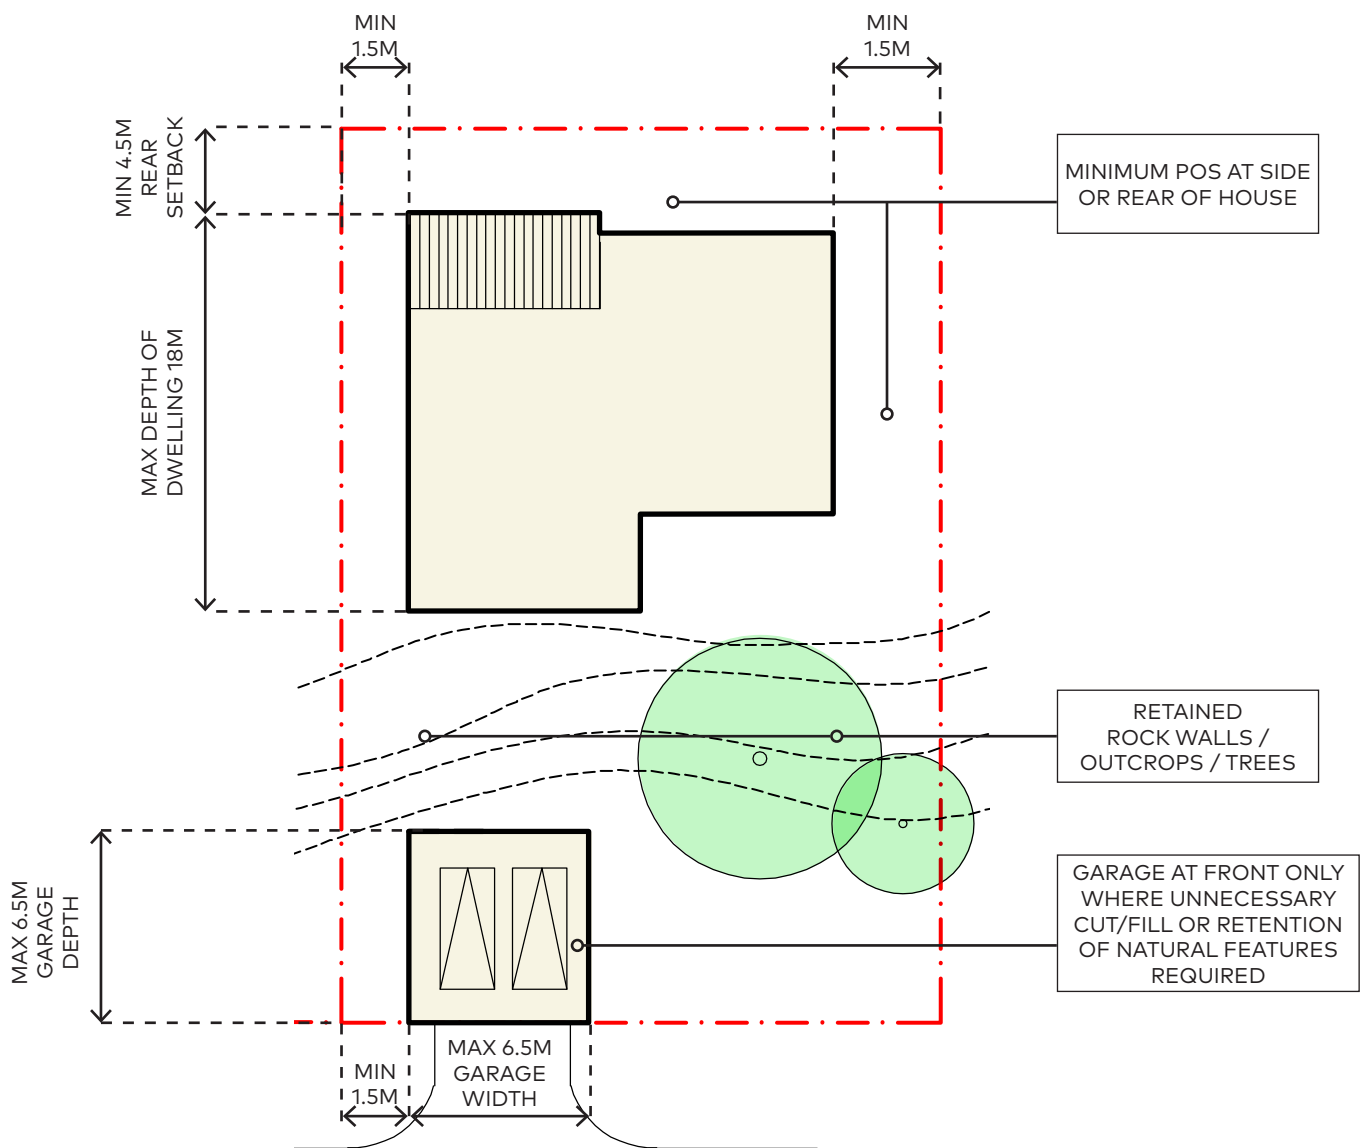 MIN
1.5M
MIN
1.5M
MIN 4.5M
REAR
SETBACK
MINIMUM POS AT SIDE
OR REAR OF HOUSE
MAX DEPTH OF
DWELLING 18M
RETAINED
ROCK WALLS /
OUTCROPS / TREES
MAX 6.5M
GARAGE
DEPTH
GARAGE AT FRONT ONLY
WHERE UNNECESSARY
CUT/FILL OR RETENTION
OF NATURAL FEATURES
REQUIRED
MIN
1.5M
MAX 6.5M
GARAGE
WIDTH